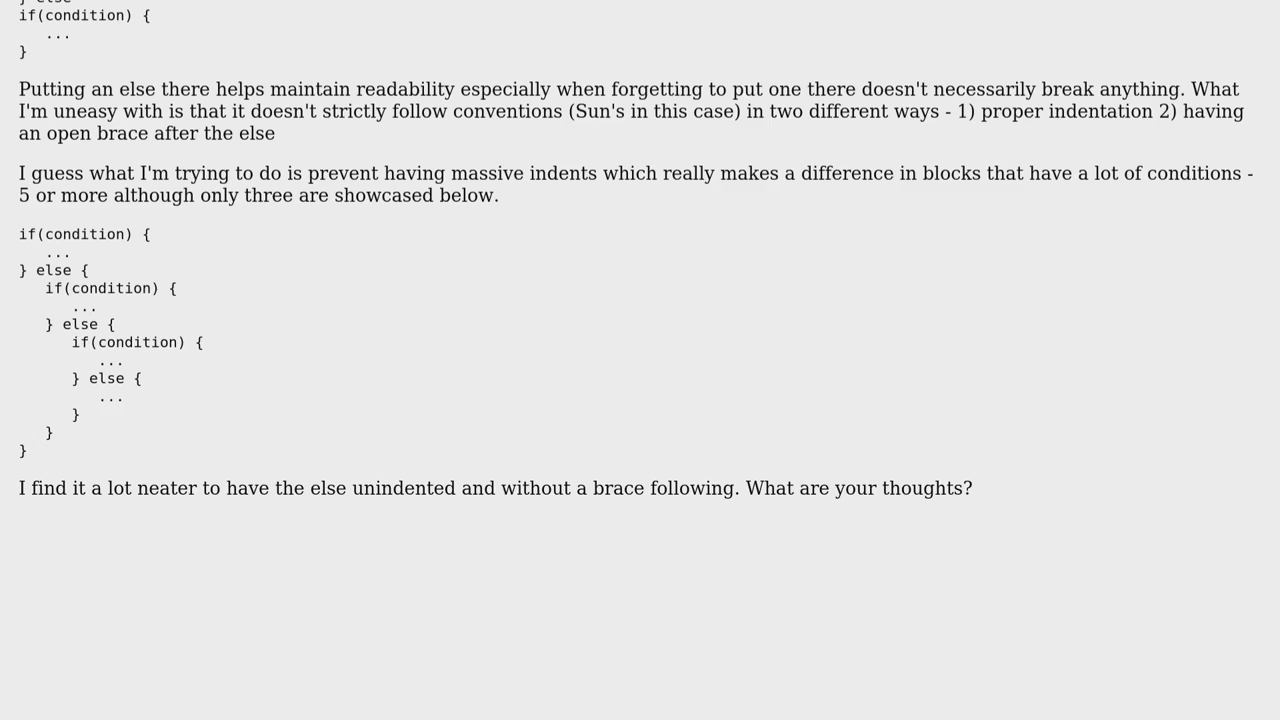 } else
if(condition) {
   ...
}
Putting an else there helps maintain readability especially when forgetting to put one there doesn't necessarily break anything. What
I'm uneasy with is that it doesn't strictly follow conventions (Sun's in this case) in two different ways - 1) proper indentation 2) having
an open brace after the else
I guess what I'm trying to do is prevent having massive indents which really makes a difference in blocks that have a lot of conditions -
5 or more although only three are showcased below.
if(condition) {
   ...
} else {
   if(condition) {
      ...
   } else {
      if(condition) {
         ...
      } else {
         ...
      }
   }
}
I find it a lot neater to have the else unindented and without a brace following. What are your thoughts?